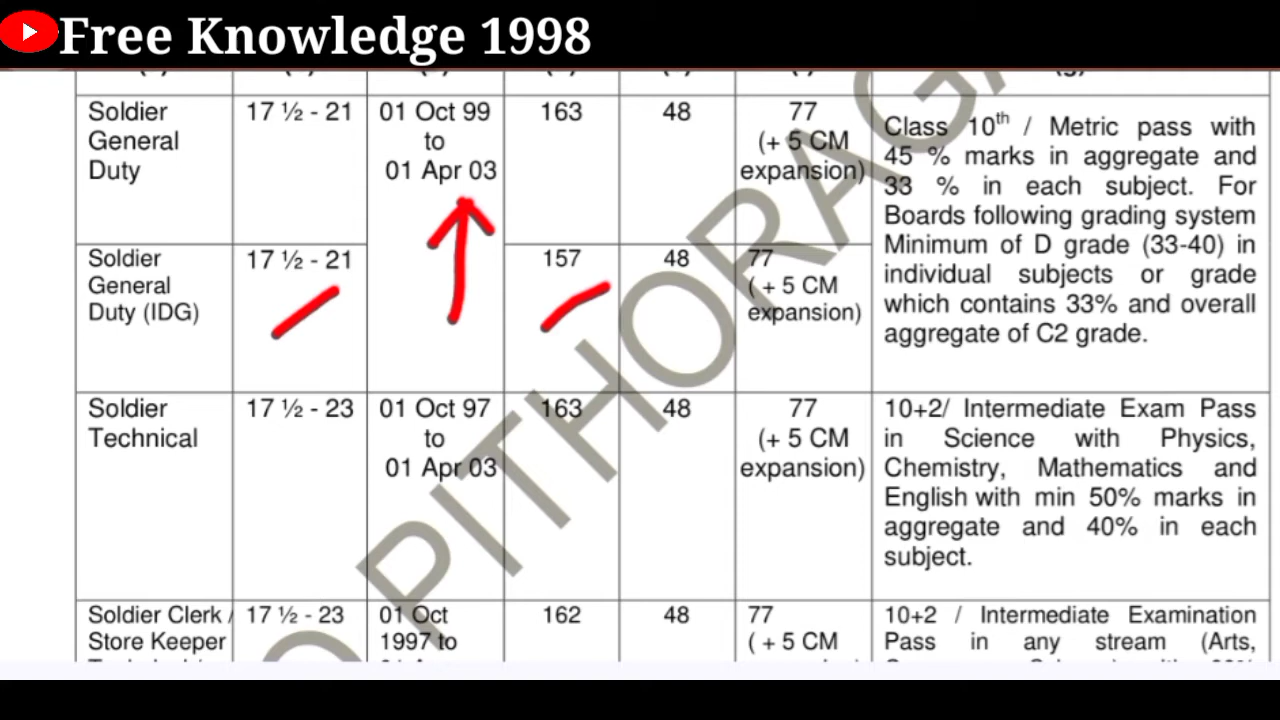 Free Knowledge 1998
Soldier
General
Duty
17 ½ - 21
01 Oct 99
to
01 Apr 03
163
48
77
(+ 5 CM
expansion)
Class 10th / Metric pass with
45 % marks in aggregate and
33 % in each subject. For
Boards following grading system
Minimum of D grade (33-40) in
individual subjects or grade
which contains 33% and overall
aggregate of C2 grade.
Soldier
General
Duty (IDG)
17 ½ - 21
157
48
77
( + 5 CM
expansion)
Soldier
Technical
17 ½ - 23
01 Oct 97
to
01 Apr 03
163
48
77
(+ 5 CM
expansion)
10+2/ Intermediate Exam Pass
in Science with Physics,
Chemistry, Mathematics and
English with min 50% marks in
aggregate and 40% in each
subject.
Soldier Clerk /
Store Keeper
17 ½ - 23
01 Oct
1997 to
162
48
77
( + 5 CM
10+2 / Intermediate Examination
Pass in any stream (Arts,
O PITHORAGA